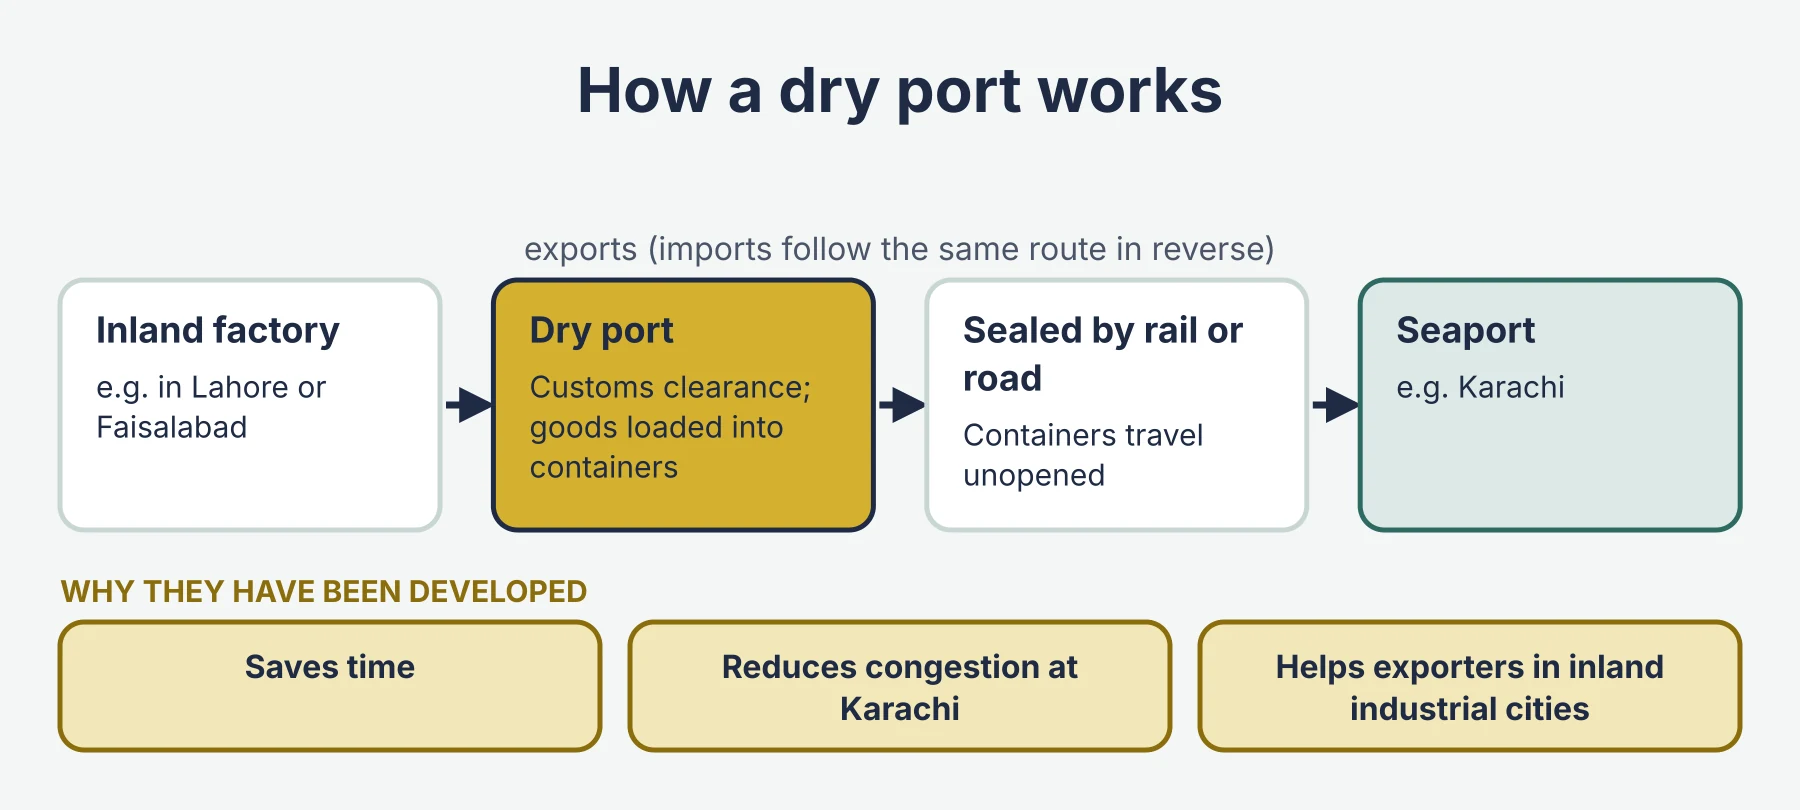 How a dry port works
exports (imports follow the same route in reverse)
Inland factory
e.g. in Lahore or
Faisalabad
Dry port
Customs clearance;
goods loaded into
containers
Sealed by rail or
road
Containers travel
unopened
Seaport
e.g. Karachi
WHY THEY HAVE BEEN DEVELOPED
Saves time
Reduces congestion at
Karachi
Helps exporters in inland
industrial cities